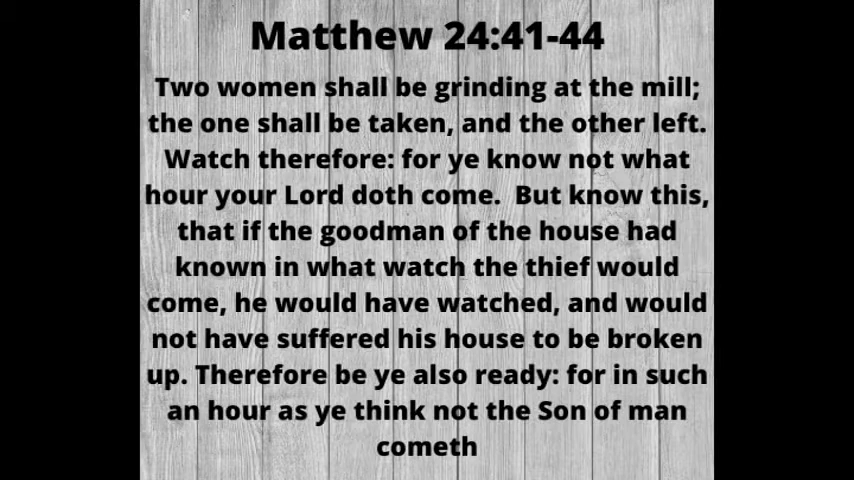 Matthew 24:41-44
Two women shall be grinding at the mill;
the one shall be taken, and the other left.
Watch therefore: for ye know not what
hour your Lord doth come.  But know this,
that if the goodman of the house had
known in what watch the thief would
come, he would have watched, and would
not have suffered his house to be broken
up. Therefore be ye also ready: for in such
an hour as ye think not the Son of man
cometh